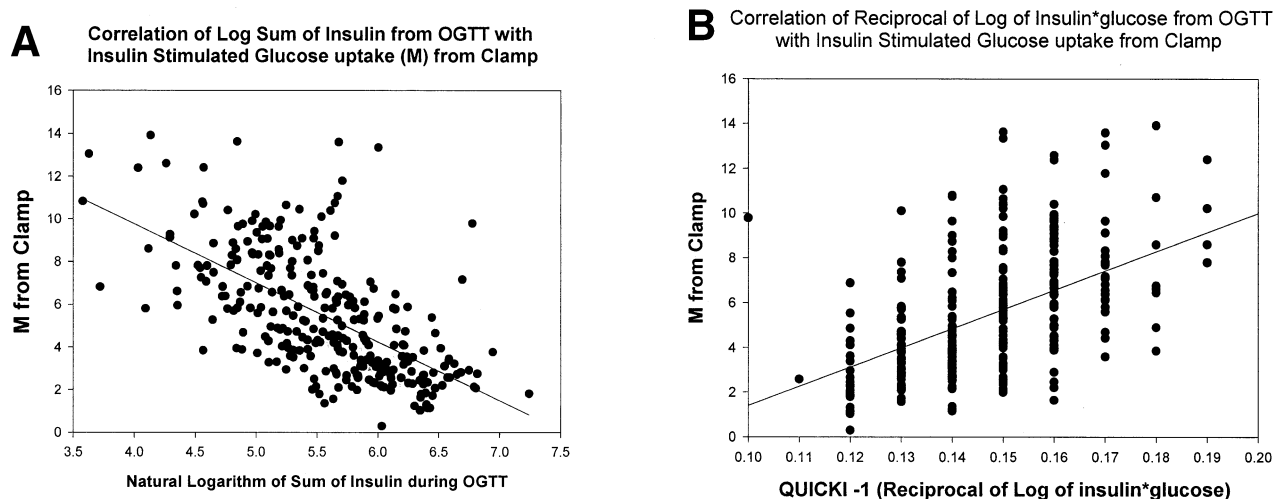 A
Correlation of Log Sum of Insulin from OGTT with
Insulin Stimulated Glucose uptake (M) from Clamp
16
14
12
10
8
6
4
2
0
M from Clamp
3.5 4.0 4.5 5.0 5.5 6.0 6.5 7.0 7.5
Natural Logarithm of Sum of Insulin during OGTT
B
Correlation of Reciprocal of Log of Insulin*glucose from OGTT
with Insulin Stimulated Glucose uptake from Clamp
16
14
12
10
8
6
4
2
0
M from Clamp
0.10 0.11 0.12 0.13 0.14 0.15 0.16 0.17 0.18 0.19 0.20
QUICKI -1 (Reciprocal of Log of insulin*glucose)